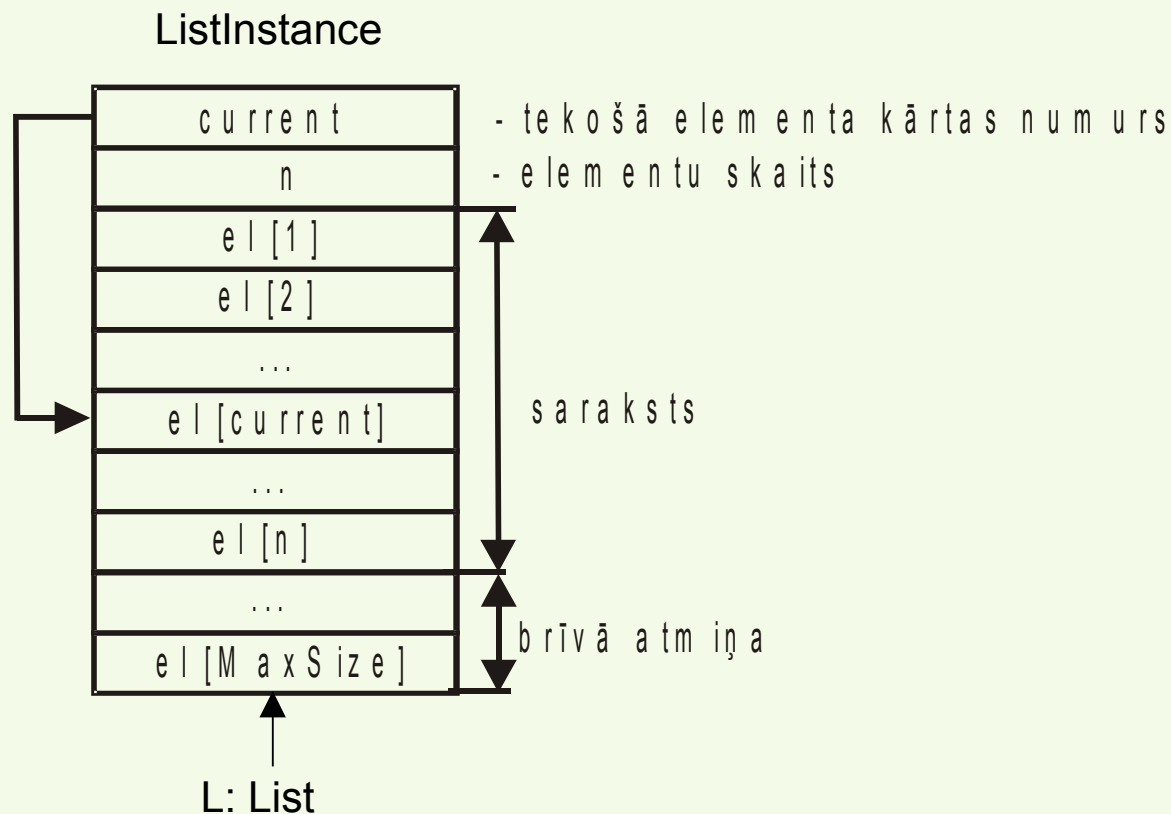 ListInstance
current - tekošā elementa kārtas numurs
n - elementu skaits
el[1]
el[2]
...
el[current] saraksts
...
el[n]
...
brīvā atmiņa
el[MaxSize]
L: List